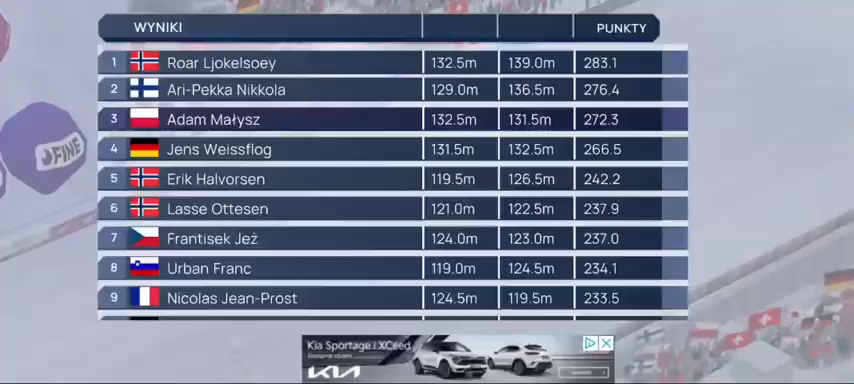 WYNIKI PUNKTY
1 Roar Ljokelsoey 132.5m 139.0m 283.1
2 Ari-Pekka Nikkola 129.0m 136.5m 276.4
3 Adam Małysz 132.5m 131.5m 272.3
4 Jens Weissflog 131.5m 132.5m 266.5
5 Erik Halvorsen 119.5m 126.5m 242.2
6 Lasse Ottesen 121.0m 122.5m 237.9
7 Frantisek Jeż 124.0m 123.0m 237.0
8 Urban Franc 119.0m 124.5m 234.1
9 Nicolas Jean-Prost 124.5m 119.5m 233.5
FINE
Kia Sportage i XCeed
KIA